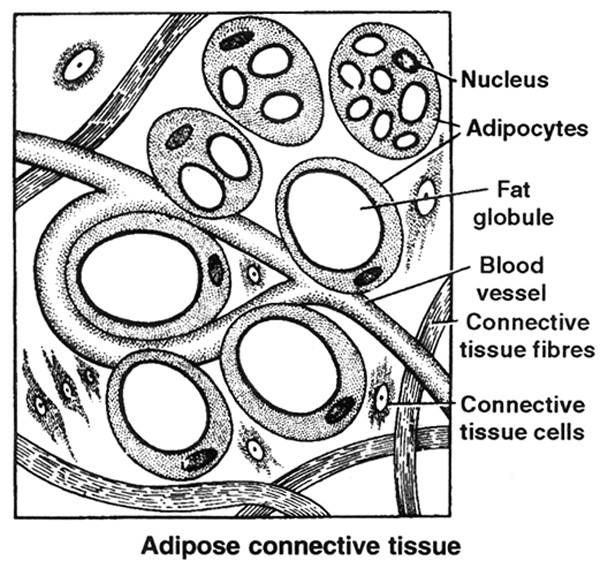 Nucleus
Adipocytes
Fat
globule
Blood
vessel
Connective
tissue fibres
Connective
tissue cells
Adipose connective tissue